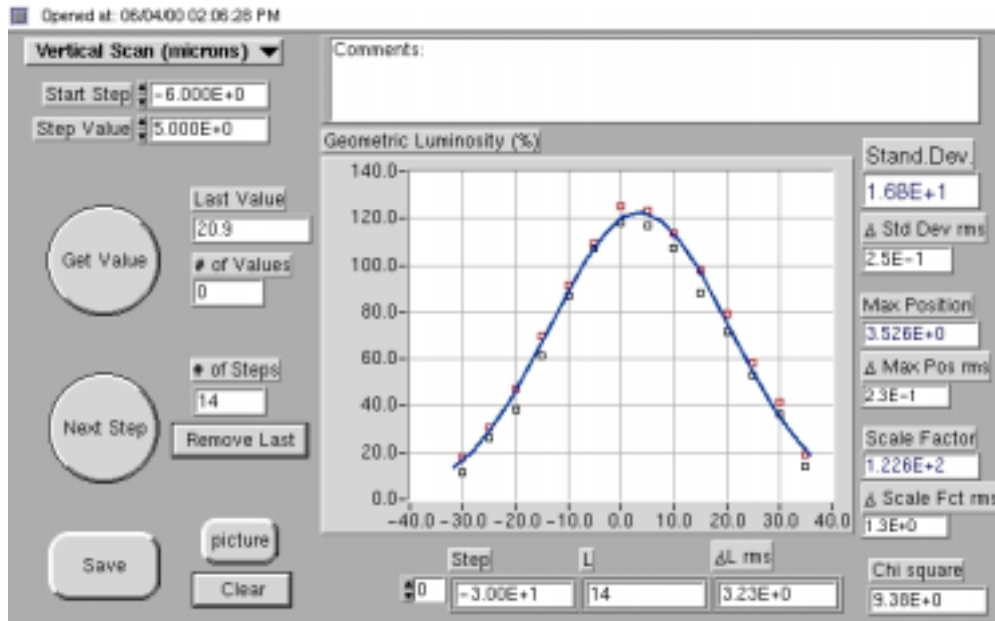 Opened at: 06/04/00 02:06:28 PM
Vertical Scan (microns)
Comments:
Start Step
-6.000E+0
Step Value
5.000E+0
Geometric Luminosity (%)
Stand.Dev.
1.68E+1
Δ Std Dev rms
2.5E-1
Max Position
3.526E+0
Δ Max Pos rms
2.3E-1
Scale Factor
1.226E+2
Δ Scale Fct rms
1.3E+0
Chi square
9.38E+0
Get Value
Last Value
20.9
# of Values
0
Next Step
# of Steps
14
Remove Last
Save
picture
Clear
140.0-
120.0-
100.0-
80.0-
60.0-
40.0-
20.0-
0.0-
-40.0 -30.0 -20.0 -10.0 0.0 10.0 20.0 30.0 40.0
Step L ΔL rms
0 -3.00E+1 14 3.23E+0